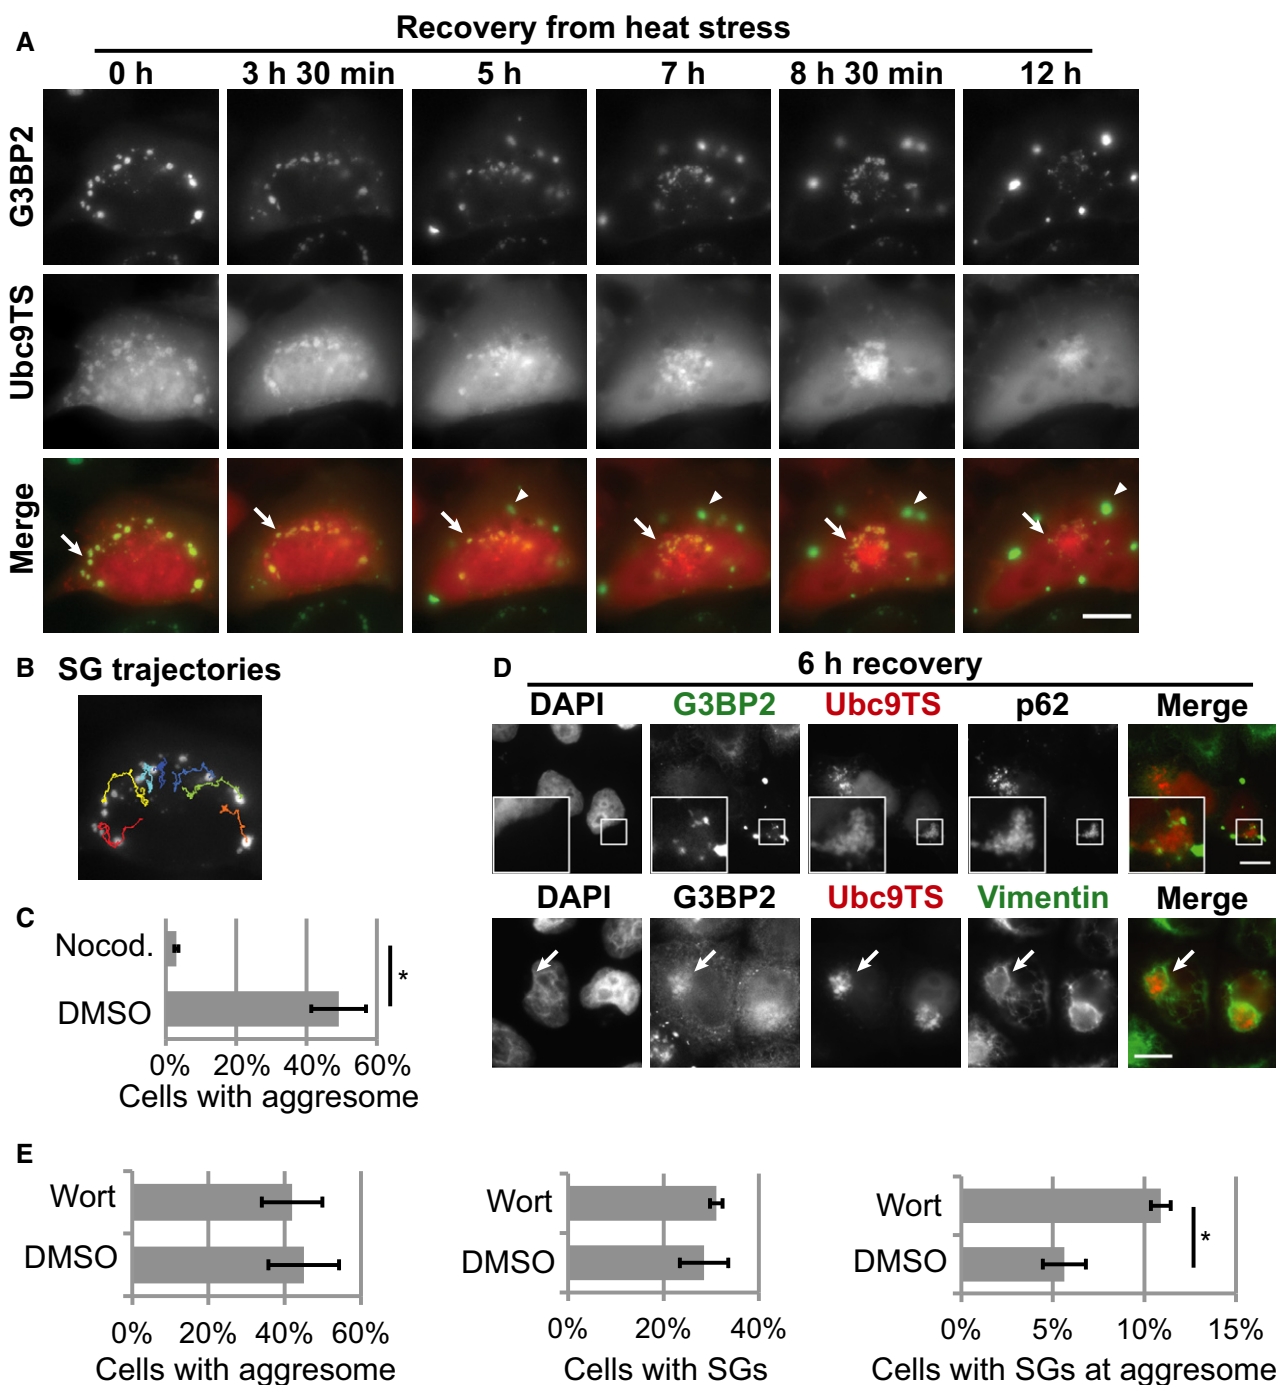 A
Recovery from heat stress
0 h 3 h 30 min 5 h 7 h 8 h 30 min 12 h
G3BP2
Ubc9TS
Merge
B SG trajectories
C
Nocod.
DMSO
*
0% 20% 40% 60%
Cells with aggresome
D
6 h recovery
DAPI G3BP2 Ubc9TS p62 Merge
DAPI G3BP2 Ubc9TS Vimentin Merge
E
Wort
DMSO
0% 20% 40% 60%
Cells with aggresome
Wort
DMSO
0% 20% 40%
Cells with SGs
Wort
DMSO
*
0% 5% 10% 15%
Cells with SGs at aggresome